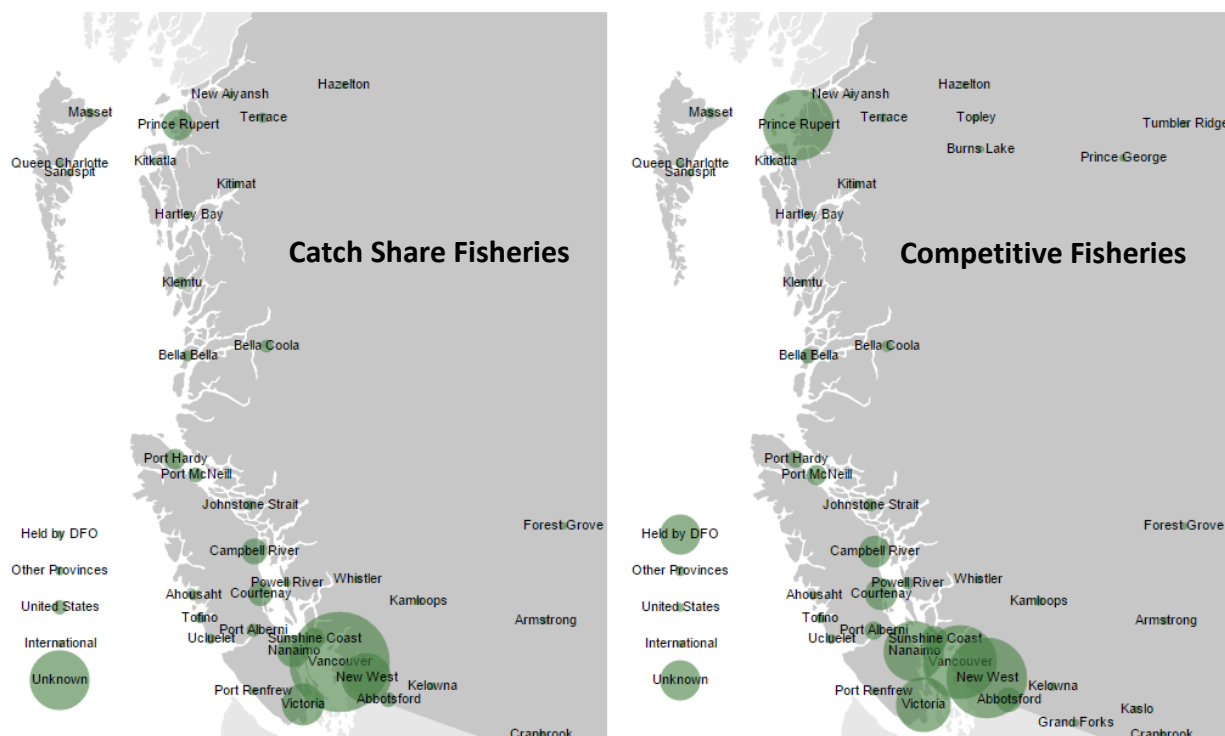 Hazelton
New Aiyansh
Masset
Terrace
Prince Rupert
Kitkatla
Queen Charlotte
Sandspit
Kitimat
Hartley Bay
Catch Share Fisheries
Klemtu
Bella Coola
Bella Bella
Port Hardy
Port McNeill
Johnstone Strait
Forest Grove
Held by DFO
Campbell River
Other Provinces
Powell River
Whistler
Courtenay
Ahousaht
Kamloops
United States
Tofino
Armstrong
Port Alberni
Ucluelet
Sunshine Coast
International
Nanaimo
Vancouver
New West
Unknown
Kelowna
Port Renfrew
Abbotsford
Victoria
Cranbrook
Hazelton
New Aiyansh
Masset
Terrace
Topley
Prince Rupert
Tumbler Ridge
Burns Lake
Kitkatla
Prince George
Queen Charlotte
Sandspit
Kitimat
Hartley Bay
Competitive Fisheries
Klemtu
Bella Coola
Bella Bella
Port Hardy
Port McNeill
Johnstone Strait
Forest Grove
Held by DFO
Campbell River
Other Provinces
Powell River
Whistler
Courtenay
Ahousaht
Kamloops
United States
Tofino
Armstrong
Port Alberni
Ucluelet
Sunshine Coast
International
Nanaimo
Vancouver
New West
Unknown
Kelowna
Port Renfrew
Abbotsford
Victoria
Kaslo
Grand Forks
Cranbrook